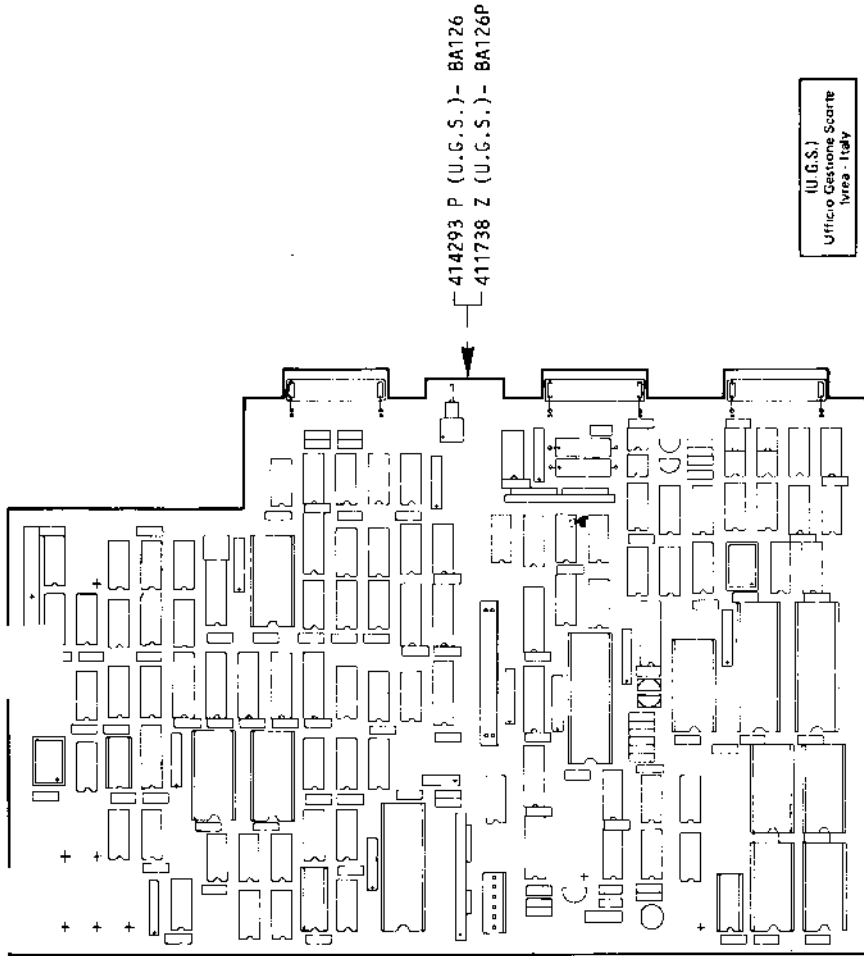 414293 P (U.G.S.)- BA126
411738 Z (U.G.S.)- BA126P
(U.G.S.)
Ufficio Gestione Scorte
Ivrea - Italy